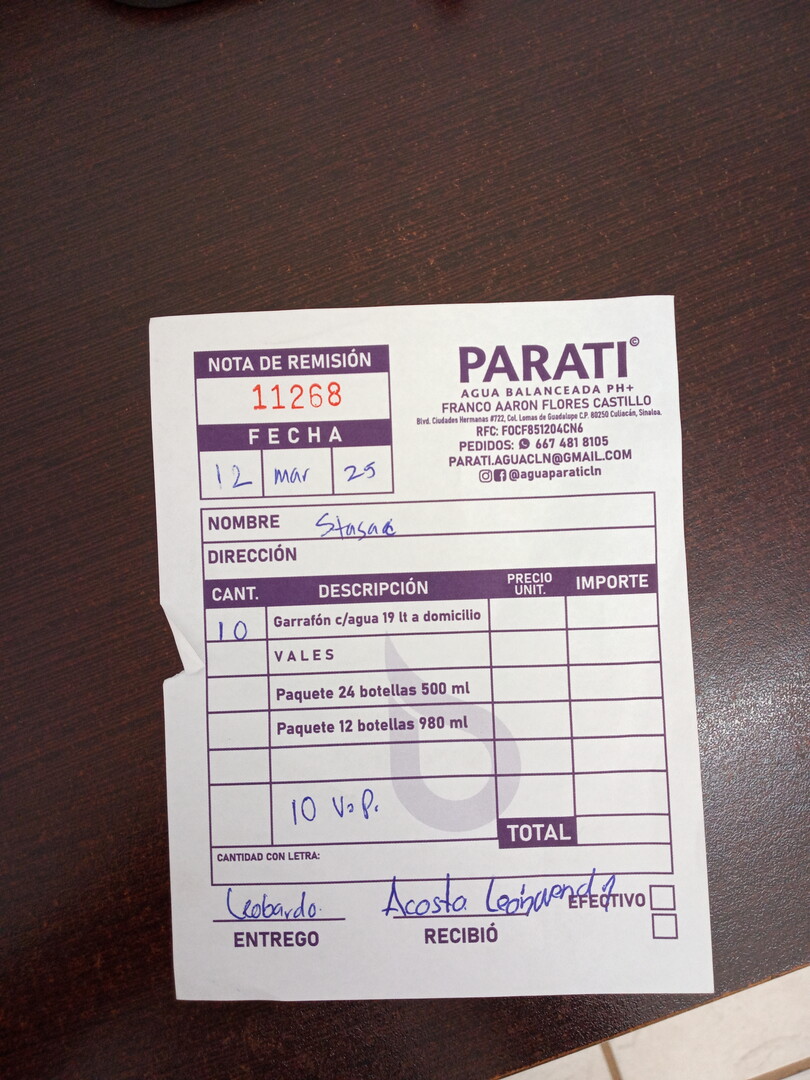 NOTA DE REMISIÓN
11268
FECHA
12 mar 25
PARATI©
AGUA BALANCEADA PH+
FRANCO AARON FLORES CASTILLO
Blvd. Ciudades Hermanas #722, Col. Lomas de Guadalupe C.P. 80250 Culiacán, Sinaloa.
RFC: FOCF851204CN6
PEDIDOS: 667 481 8105
PARATI.AGUACLN@GMAIL.COM
@aguaparaticln
NOMBRE
DIRECCIÓN
CANT. DESCRIPCIÓN PRECIO UNIT. IMPORTE
10 Garrafón c/agua 19 lt a domicilio
VALES
Paquete 24 botellas 500 ml
Paquete 12 botellas 980 ml
10 V.P.
TOTAL
CANTIDAD CON LETRA:
Leobardo. Acosta
EFECTIVO
ENTREGO RECIBIÓ